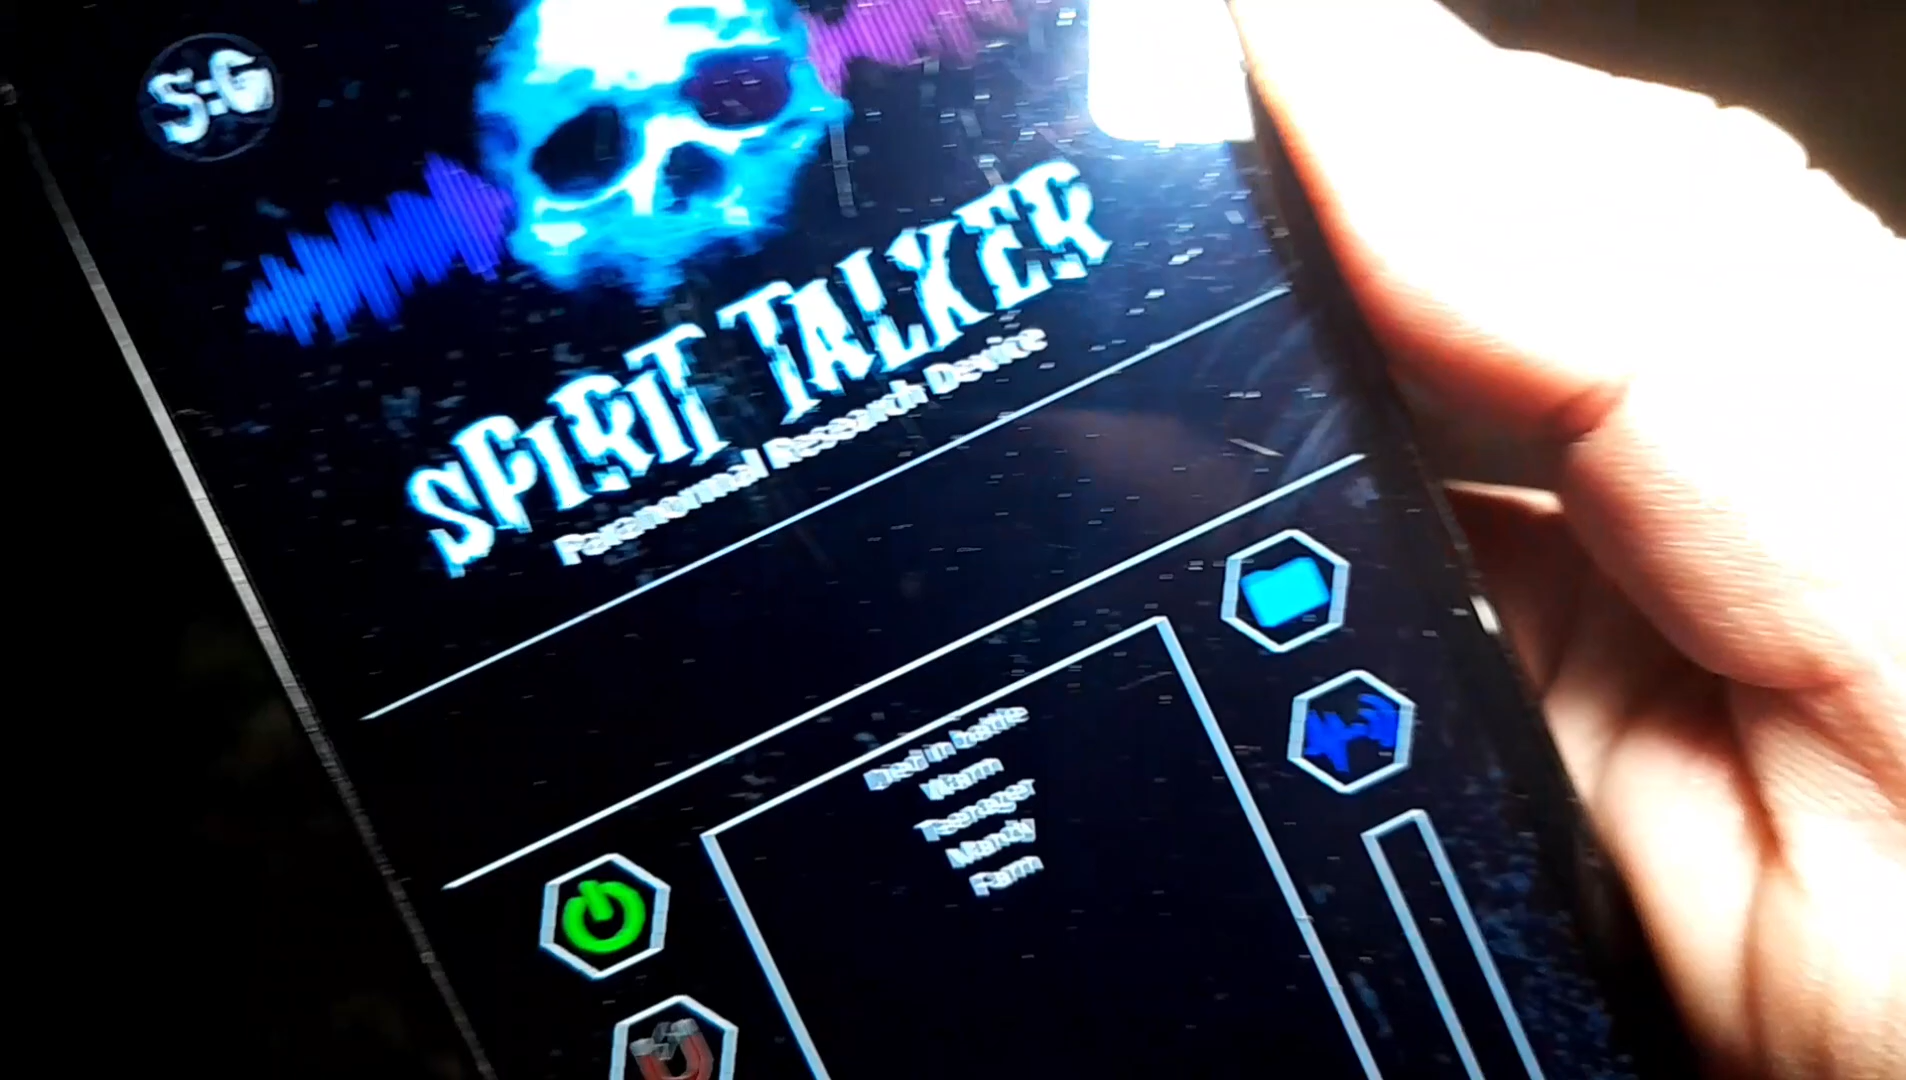 S:G
SPIRIT TALKER
Paranormal Research Device
Died in battle
Warm
Teenager
Mandy
Farm